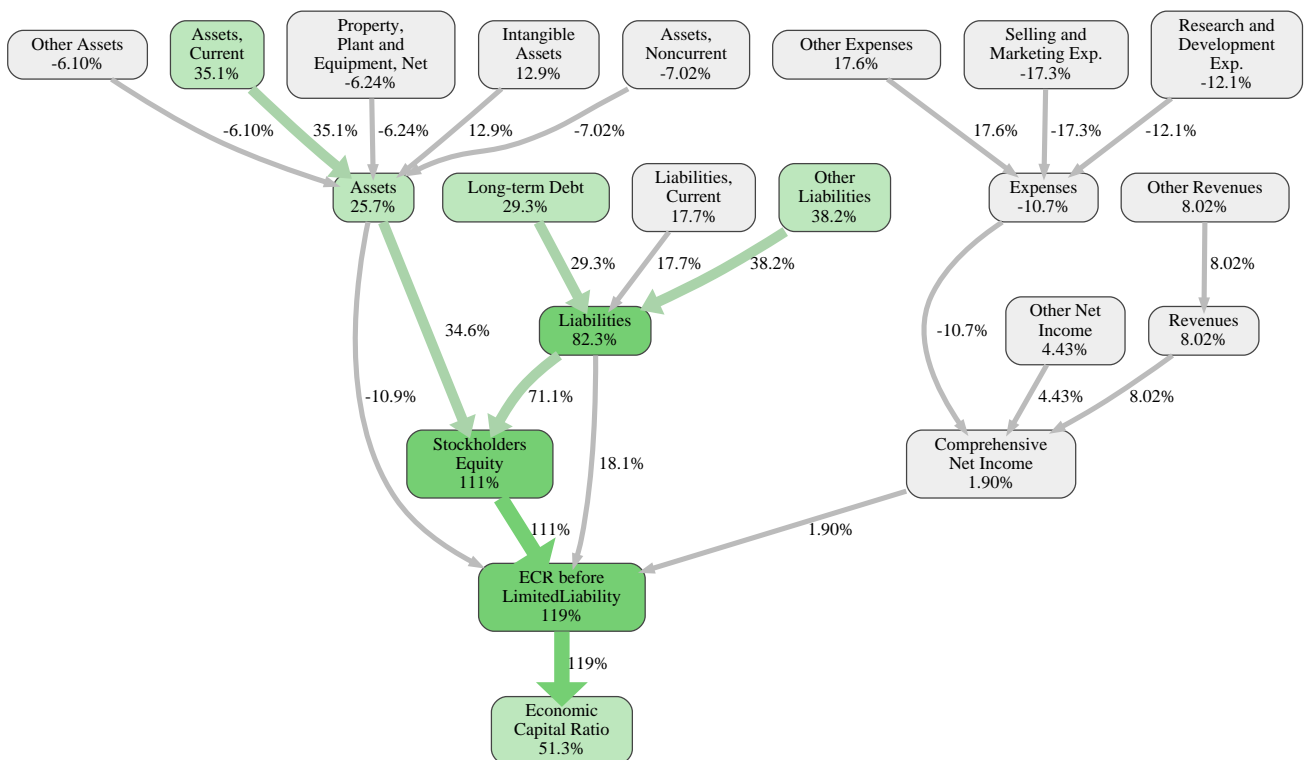 Other Assets
-6.10%
Assets,
Current
35.1%
Property,
Plant and
Equipment, Net
-6.24%
Intangible
Assets
12.9%
Assets,
Noncurrent
-7.02%
Other Expenses
17.6%
Selling and
Marketing Exp.
-17.3%
Research and
Development
Exp.
-12.1%
-6.10%
35.1%
-6.24%
12.9%
-7.02%
17.6%
-17.3%
-12.1%
Assets
25.7%
Long-term Debt
29.3%
Liabilities,
Current
17.7%
Other
Liabilities
38.2%
Expenses
-10.7%
Other Revenues
8.02%
29.3%
17.7%
38.2%
8.02%
34.6%
Liabilities
82.3%
-10.7%
Other Net
Income
4.43%
Revenues
8.02%
-10.9%
71.1%
4.43%
8.02%
Stockholders
Equity
111%
18.1%
Comprehensive
Net Income
1.90%
111%
1.90%
ECR before
LimitedLiability
119%
119%
Economic
Capital Ratio
51.3%